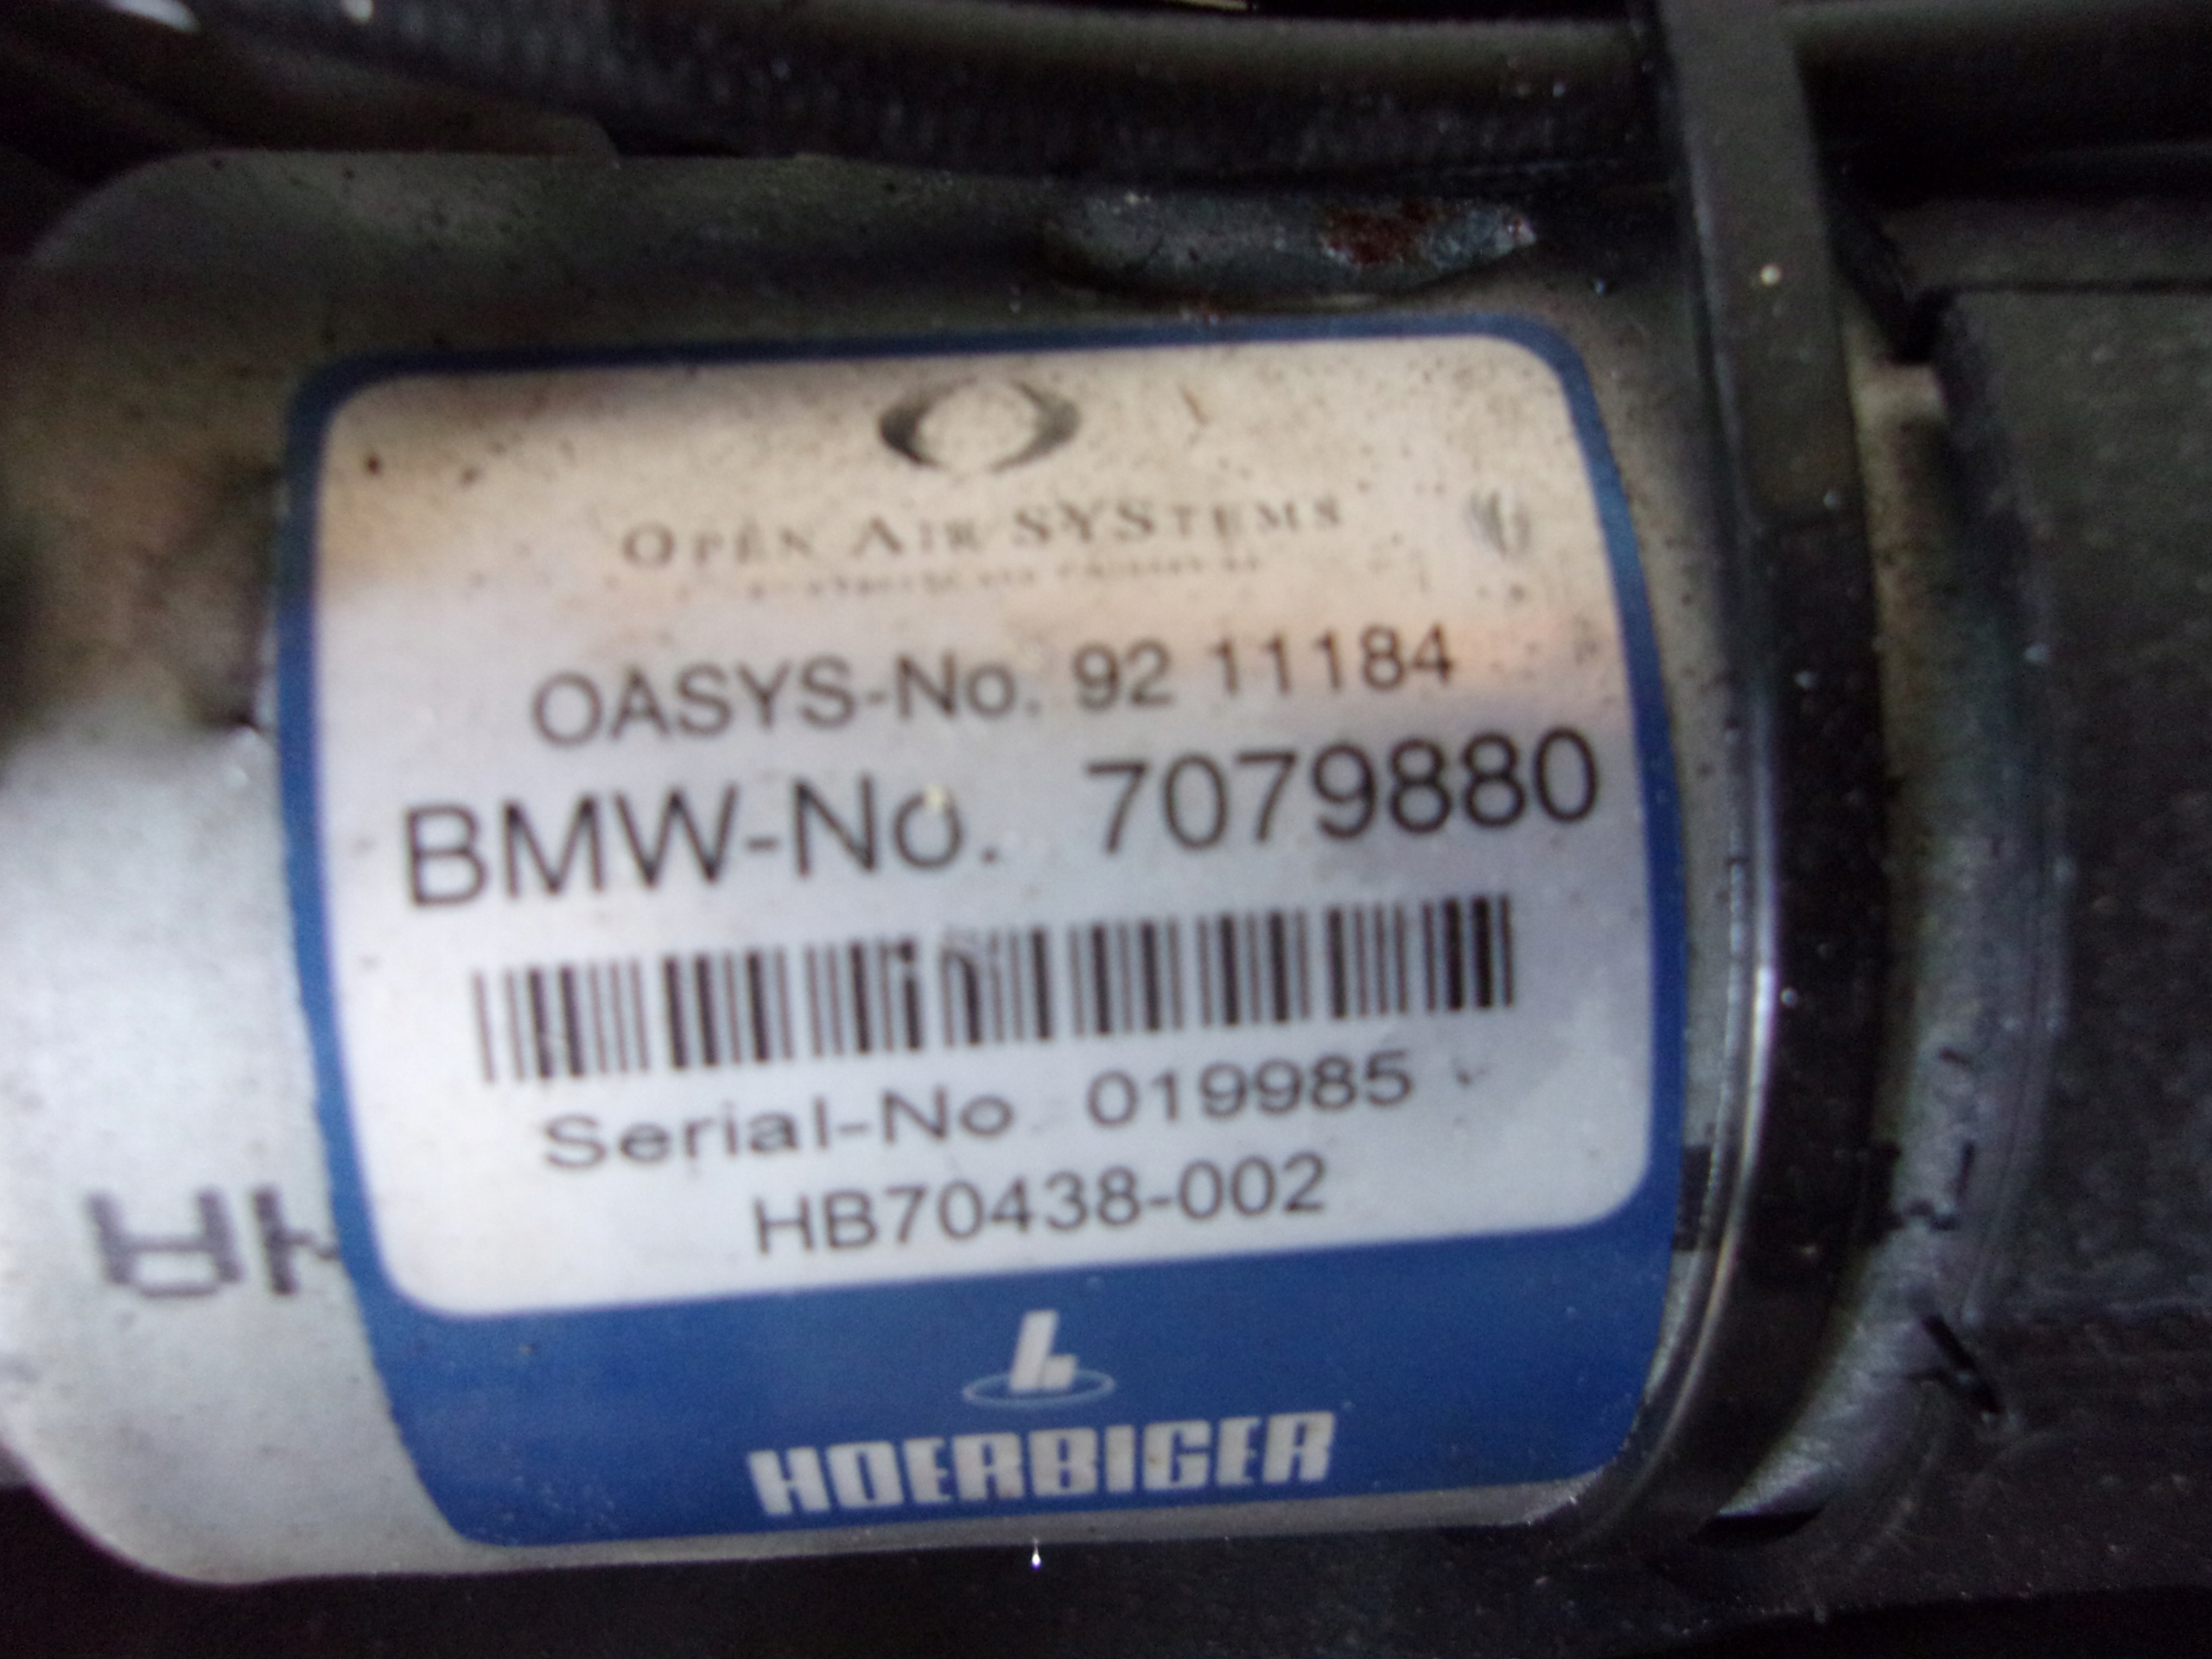 OPEN AIR SYSTEMS
OASYS-No. 92 11184
BMW-No. 7079880
Serial-No 019985
HB70438-002
HOERBIGER